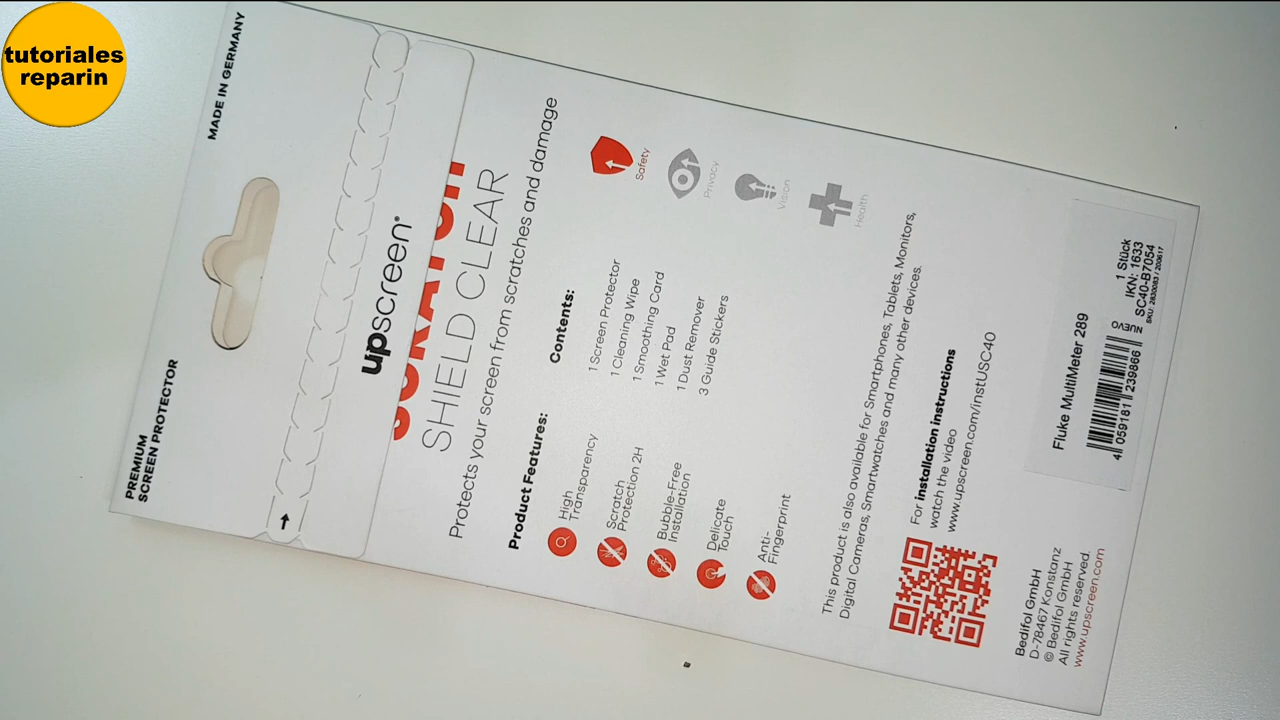 tutoriales
reparin
PREMIUM
SCREEN PROTECTOR
MADE IN GERMANY
upscreen®
SHIELD CLEAR
Protects your screen from scratches and damage
Product Features:
High
Transparency
Scratch
Protection 2H
Bubble-Free
Installation
Delicate
Touch
Anti-
Fingerprint
Contents:
1 Screen Protector
1 Cleaning Wipe
1 Smoothing Card
1 Wet Pad
1 Dust Remover
3 Guide Stickers
Safety
Privacy
Vision
Health
This product is also available for Smartphones, Tablets, Monitors,
Digital Cameras, Smartwatches and many other devices.
For installation instructions
watch the video
www.upscreen.com/instUSC40
Bedifol GmbH
D-78467 Konstanz
© Bedifol GmbH
All rights reserved.
www.upscreen.com
Fluke MultiMeter 289
4 059181 239866
NUEVO
1 Stück
IKN: 1633
SC40-B7054
SKU: 2830083 / 200617